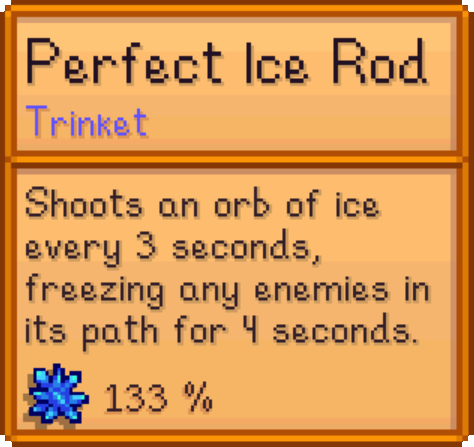 Perfect Ice Rod
Trinket
Shoots an orb of ice
every 3 seconds,
freezing any enemies in
its path for 4 seconds.
133 %